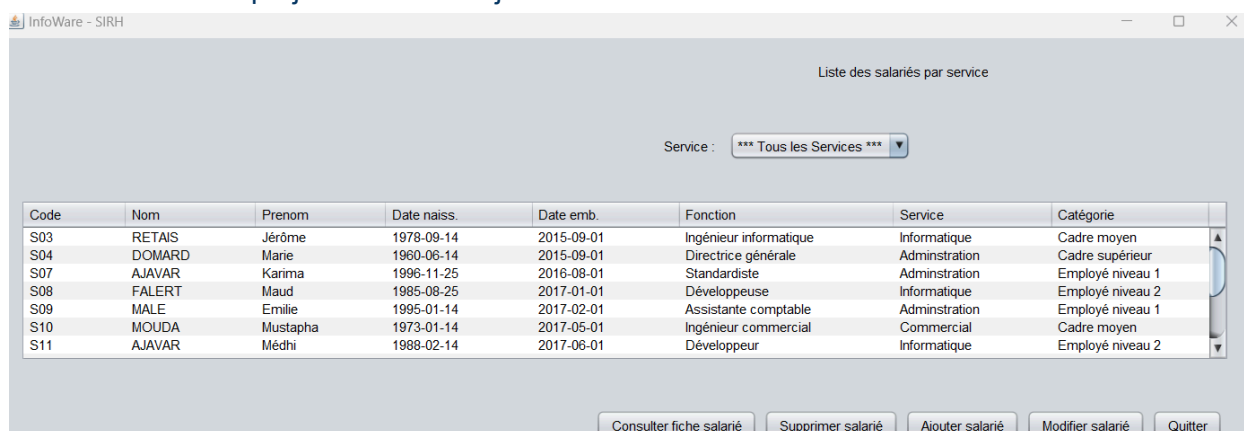 InfoWare - SIRH
Liste des salariés par service
Service : *** Tous les Services ***
Code Nom Prenom Date naiss. Date emb. Fonction Service Catégorie
S03 RETAIS Jérôme 1978-09-14 2015-09-01 Ingénieur informatique Informatique Cadre moyen
S04 DOMARD Marie 1960-06-14 2015-09-01 Directrice générale Adminstration Cadre supérieur
S07 AJAVAR Karima 1996-11-25 2016-08-01 Standardiste Adminstration Employé niveau 1
S08 FALERT Maud 1985-08-25 2017-01-01 Développeuse Informatique Employé niveau 2
S09 MALE Emilie 1995-01-14 2017-02-01 Assistante comptable Adminstration Employé niveau 1
S10 MOUDA Mustapha 1973-01-14 2017-05-01 Ingénieur commercial Commercial Cadre moyen
S11 AJAVAR Médhi 1988-02-14 2017-06-01 Développeur Informatique Employé niveau 2
Consulter fiche salarié Supprimer salarié Ajouter salarié Modifier salarié Quitter